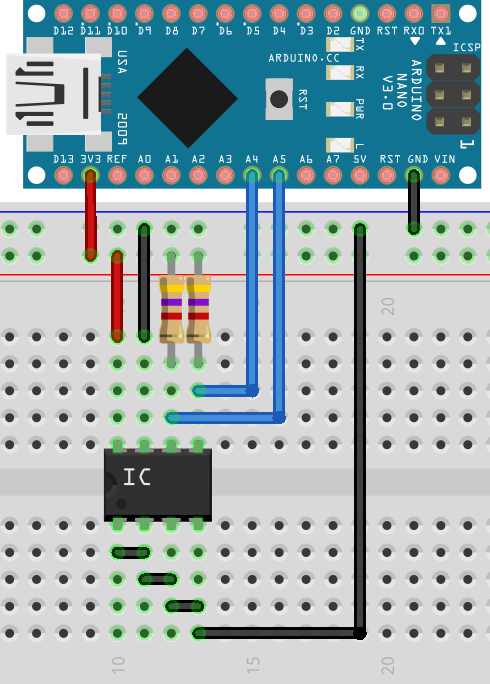 D12 D11 D10 D9 D8 D7 D6 D5 D4 D3 D2 GND RST RX0 TX1
USA
2009
ARDUINO.CC
TX
RX
PWR
L
RST
ARDUINO
NANO
V3.0
ICSP
1
D13 3V3 REF A0 A1 A2 A3 A4 A5 A6 A7 5V RST GND VIN
20
IC
10
15
20